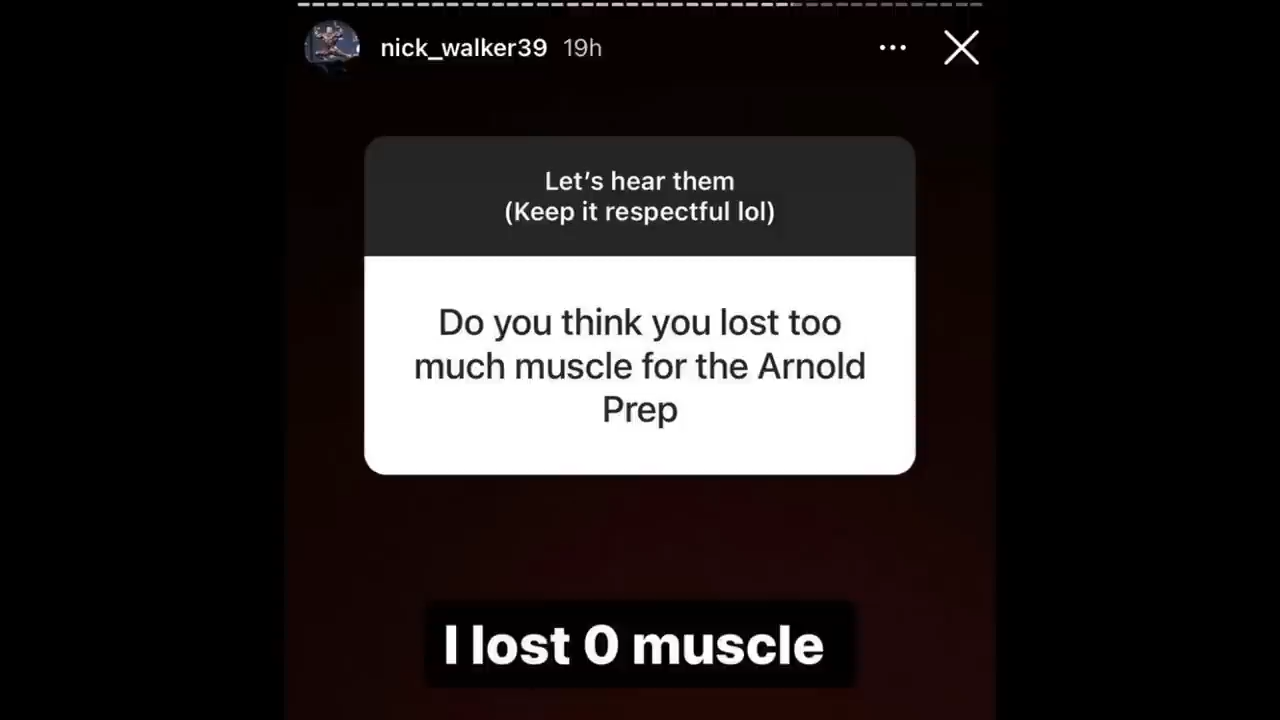 nick_walker39 19h
Let's hear them
(Keep it respectful lol)
Do you think you lost too
much muscle for the Arnold
Prep
I lost 0 muscle